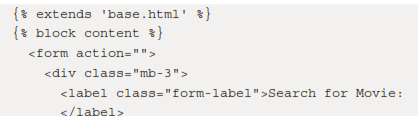 {% extends 'base.html' %}
{% block content %}
<form action="">
<div class="mb-3">
<label class="form-label">Search for Movie:
</label>